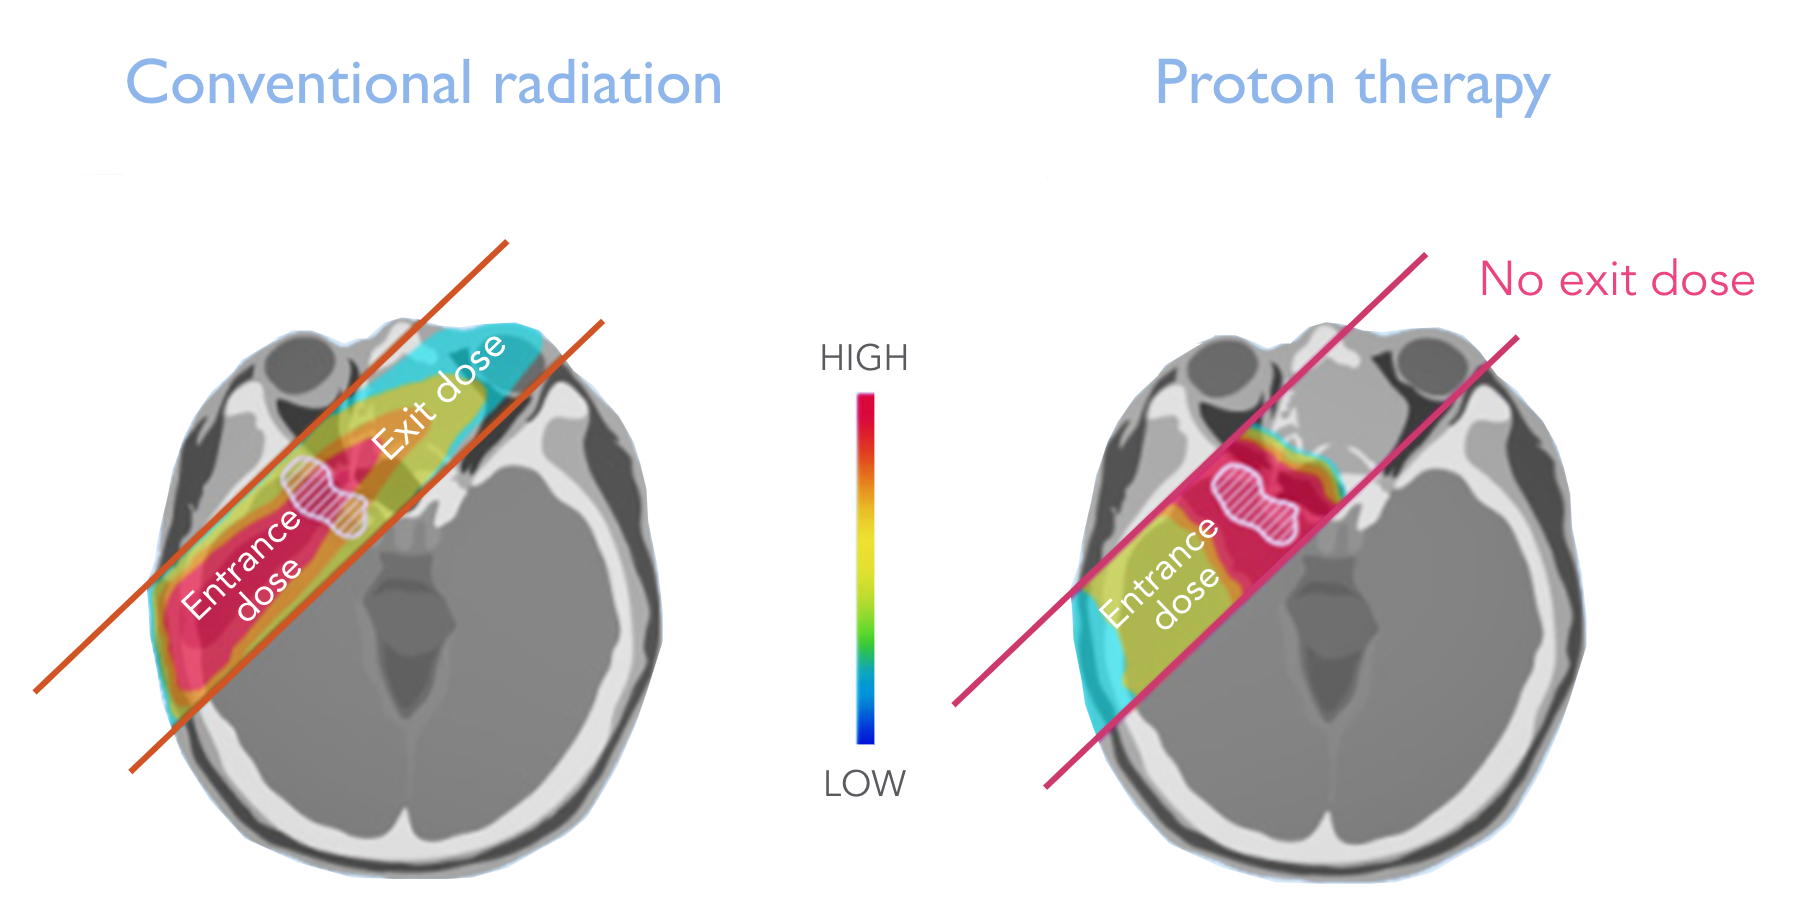 Conventional radiation
Proton therapy
Exit dose
Entrance
dose
HIGH
LOW
No exit dose
Entrance
dose